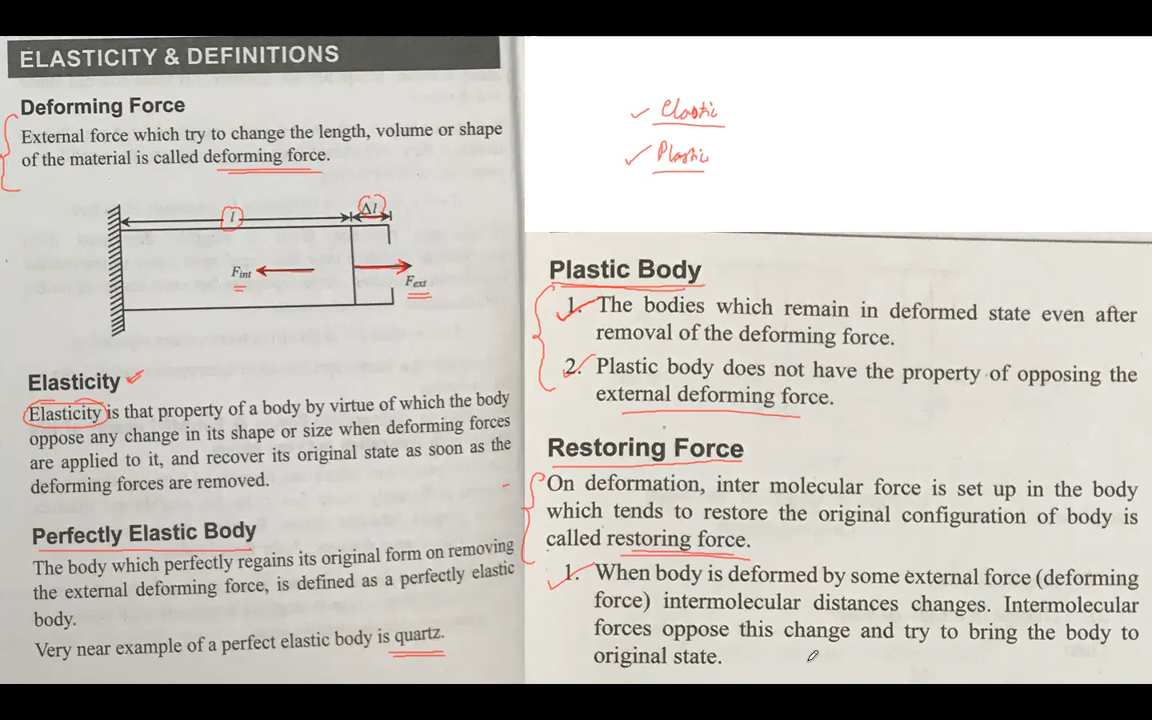 ELASTICITY & DEFINITIONS
Deforming Force
External force which try to change the length, volume or shape
of the material is called deforming force.
l
Δl
F_int
F_ext
Elasticity
Elasticity is that property of a body by virtue of which the body
oppose any change in its shape or size when deforming forces
are applied to it, and recover its original state as soon as the
deforming forces are removed.
Perfectly Elastic Body
The body which perfectly regains its original form on removing
the external deforming force, is defined as a perfectly elastic
body.
Very near example of a perfect elastic body is quartz.
Elastic
Plastic
Plastic Body
1. The bodies which remain in deformed state even after
removal of the deforming force.
2. Plastic body does not have the property of opposing the
external deforming force.
Restoring Force
On deformation, inter molecular force is set up in the body
which tends to restore the original configuration of body is
called restoring force.
1. When body is deformed by some external force (deforming
force) intermolecular distances changes. Intermolecular
forces oppose this change and try to bring the body to
original state.